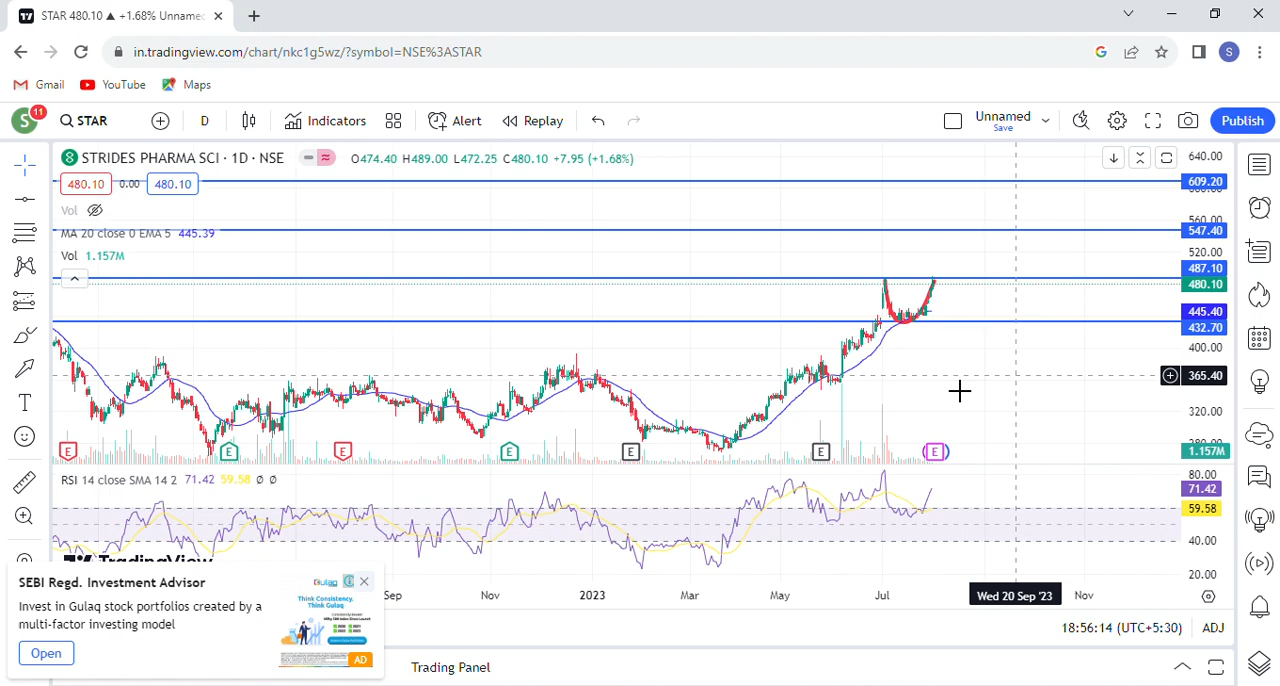 STAR 480.10 ▲ +1.68% Unnamed
in.tradingview.com/chart/nkc1g5wz/?symbol=NSE%3ASTAR
G
S
Gmail YouTube Maps
S 11 STAR D Indicators Alert Replay Unnamed Publish
Save
STRIDES PHARMA SCI · 1D · NSE O474.40 H489.00 L472.25 C480.10 +7.95 (+1.68%)
480.10 0.00 480.10
Vol
MA 20 close 0 EMA 5 445.39
Vol 1.157M
640.00
609.20
560.00
547.40
520.00
487.10
480.10
445.40
432.70
400.00
365.40
320.00
280.00
1.157M
E E E E E E E
RSI 14 close SMA 14 2 71.42 59.58 Ø Ø
80.00
71.42
59.58
40.00
20.00
TradingView
Sep Nov 2023 Mar May Jul Wed 20 Sep '23 Nov
SEBI Regd. Investment Advisor
Invest in Gulaq stock portfolios created by a
multi-factor investing model
Open
Gulaq
Think Consistency.
Think Gulaq
AD
18:56:14 (UTC+5:30) ADJ
Trading Panel